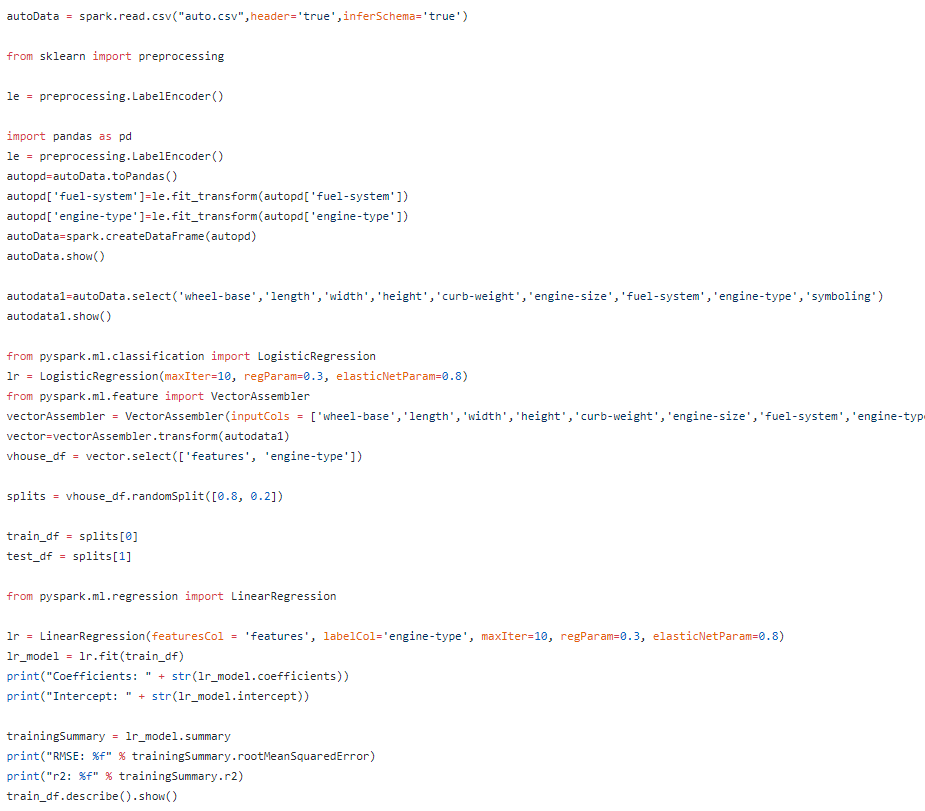 autoData = spark.read.csv("auto.csv",header='true',inferSchema='true')
from sklearn import preprocessing
le = preprocessing.LabelEncoder()
import pandas as pd
le = preprocessing.LabelEncoder()
autopd=autoData.toPandas()
autopd['fuel-system']=le.fit_transform(autopd['fuel-system'])
autopd['engine-type']=le.fit_transform(autopd['engine-type'])
autoData=spark.createDataFrame(autopd)
autoData.show()
autodata1=autoData.select('wheel-base','length','width','height','curb-weight','engine-size','fuel-system','engine-type','symboling')
autodata1.show()
from pyspark.ml.classification import LogisticRegression
lr = LogisticRegression(maxIter=10, regParam=0.3, elasticNetParam=0.8)
from pyspark.ml.feature import VectorAssembler
vectorAssembler = VectorAssembler(inputCols = ['wheel-base','length','width','height','curb-weight','engine-size','fuel-system','engine-typ
vector=vectorAssembler.transform(autodata1)
vhouse_df = vector.select(['features', 'engine-type'])
splits = vhouse_df.randomSplit([0.8, 0.2])
train_df = splits[0]
test_df = splits[1]
from pyspark.ml.regression import LinearRegression
lr = LinearRegression(featuresCol = 'features', labelCol='engine-type', maxIter=10, regParam=0.3, elasticNetParam=0.8)
lr_model = lr.fit(train_df)
print("Coefficients: " + str(lr_model.coefficients))
print("Intercept: " + str(lr_model.intercept))
trainingSummary = lr_model.summary
print("RMSE: %f" % trainingSummary.rootMeanSquaredError)
print("r2: %f" % trainingSummary.r2)
train_df.describe().show()